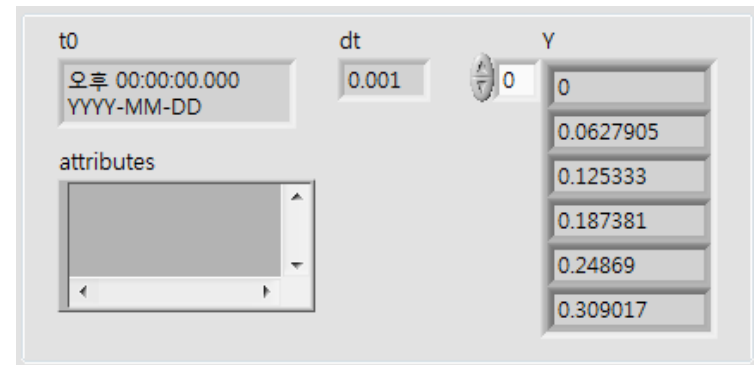 t0
오후 00:00:00.000
YYYY-MM-DD
dt
0.001
Y
0
0
0.0627905
0.125333
0.187381
0.24869
0.309017
attributes